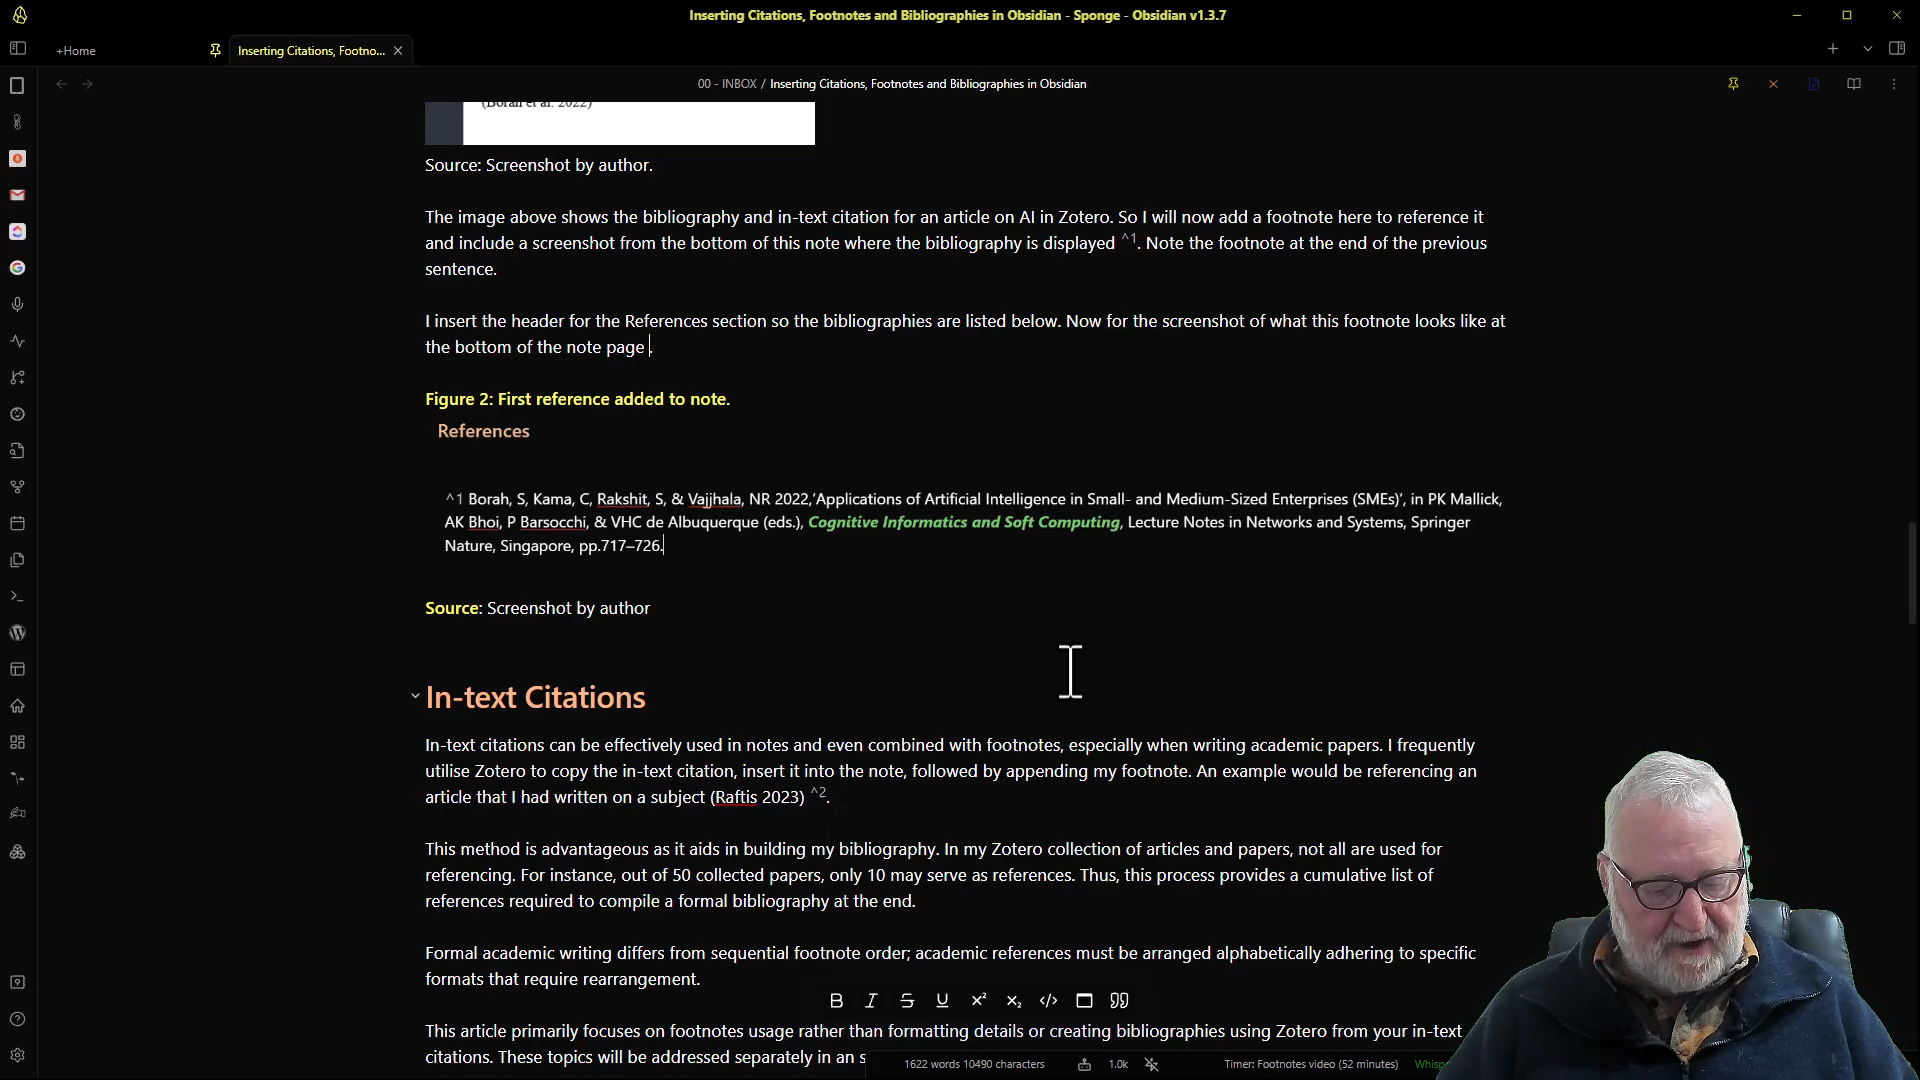 Inserting Citations, Footnotes and Bibliographies in Obsidian - Sponge - Obsidian v1.3.7
+Home
Inserting Citations, Footno...
00 - INBOX / Inserting Citations, Footnotes and Bibliographies in Obsidian
(Borah et al. 2022)
Source: Screenshot by author.
The image above shows the bibliography and in-text citation for an article on AI in Zotero. So I will now add a footnote here to reference it
and include a screenshot from the bottom of this note where the bibliography is displayed ^1. Note the footnote at the end of the previous
sentence.
I insert the header for the References section so the bibliographies are listed below. Now for the screenshot of what this footnote looks like at
the bottom of the note page .
Figure 2: First reference added to note.
References
^1 Borah, S, Kama, C, Rakshit, S, & Vajjhala, NR 2022,'Applications of Artificial Intelligence in Small- and Medium-Sized Enterprises (SMEs)', in PK Mallick,
AK Bhoi, P Barsocchi, & VHC de Albuquerque (eds.), Cognitive Informatics and Soft Computing, Lecture Notes in Networks and Systems, Springer
Nature, Singapore, pp.717–726.
Source: Screenshot by author
In-text Citations
In-text citations can be effectively used in notes and even combined with footnotes, especially when writing academic papers. I frequently
utilise Zotero to copy the in-text citation, insert it into the note, followed by appending my footnote. An example would be referencing an
article that I had written on a subject (Raftis 2023) ^2.
This method is advantageous as it aids in building my bibliography. In my Zotero collection of articles and papers, not all are used for
referencing. For instance, out of 50 collected papers, only 10 may serve as references. Thus, this process provides a cumulative list of
references required to compile a formal bibliography at the end.
Formal academic writing differs from sequential footnote order; academic references must be arranged alphabetically adhering to specific
formats that require rearrangement.
This article primarily focuses on footnotes usage rather than formatting details or creating bibliographies using Zotero from your in-text
citations. These topics will be addressed separately in an
1622 words 10490 characters
1.0k
Timer: Footnotes video (52 minutes)